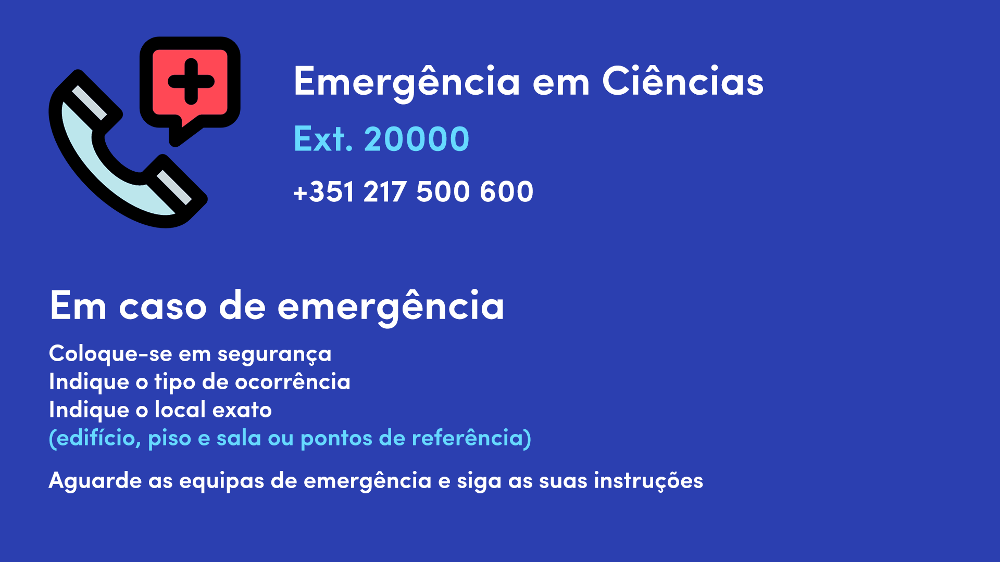 Emergência em Ciências
Ext. 20000
+351 217 500 600
Em caso de emergência
Coloque-se em segurança
Indique o tipo de ocorrência
Indique o local exato
(edifício, piso e sala ou pontos de referência)
Aguarde as equipas de emergência e siga as suas instruções